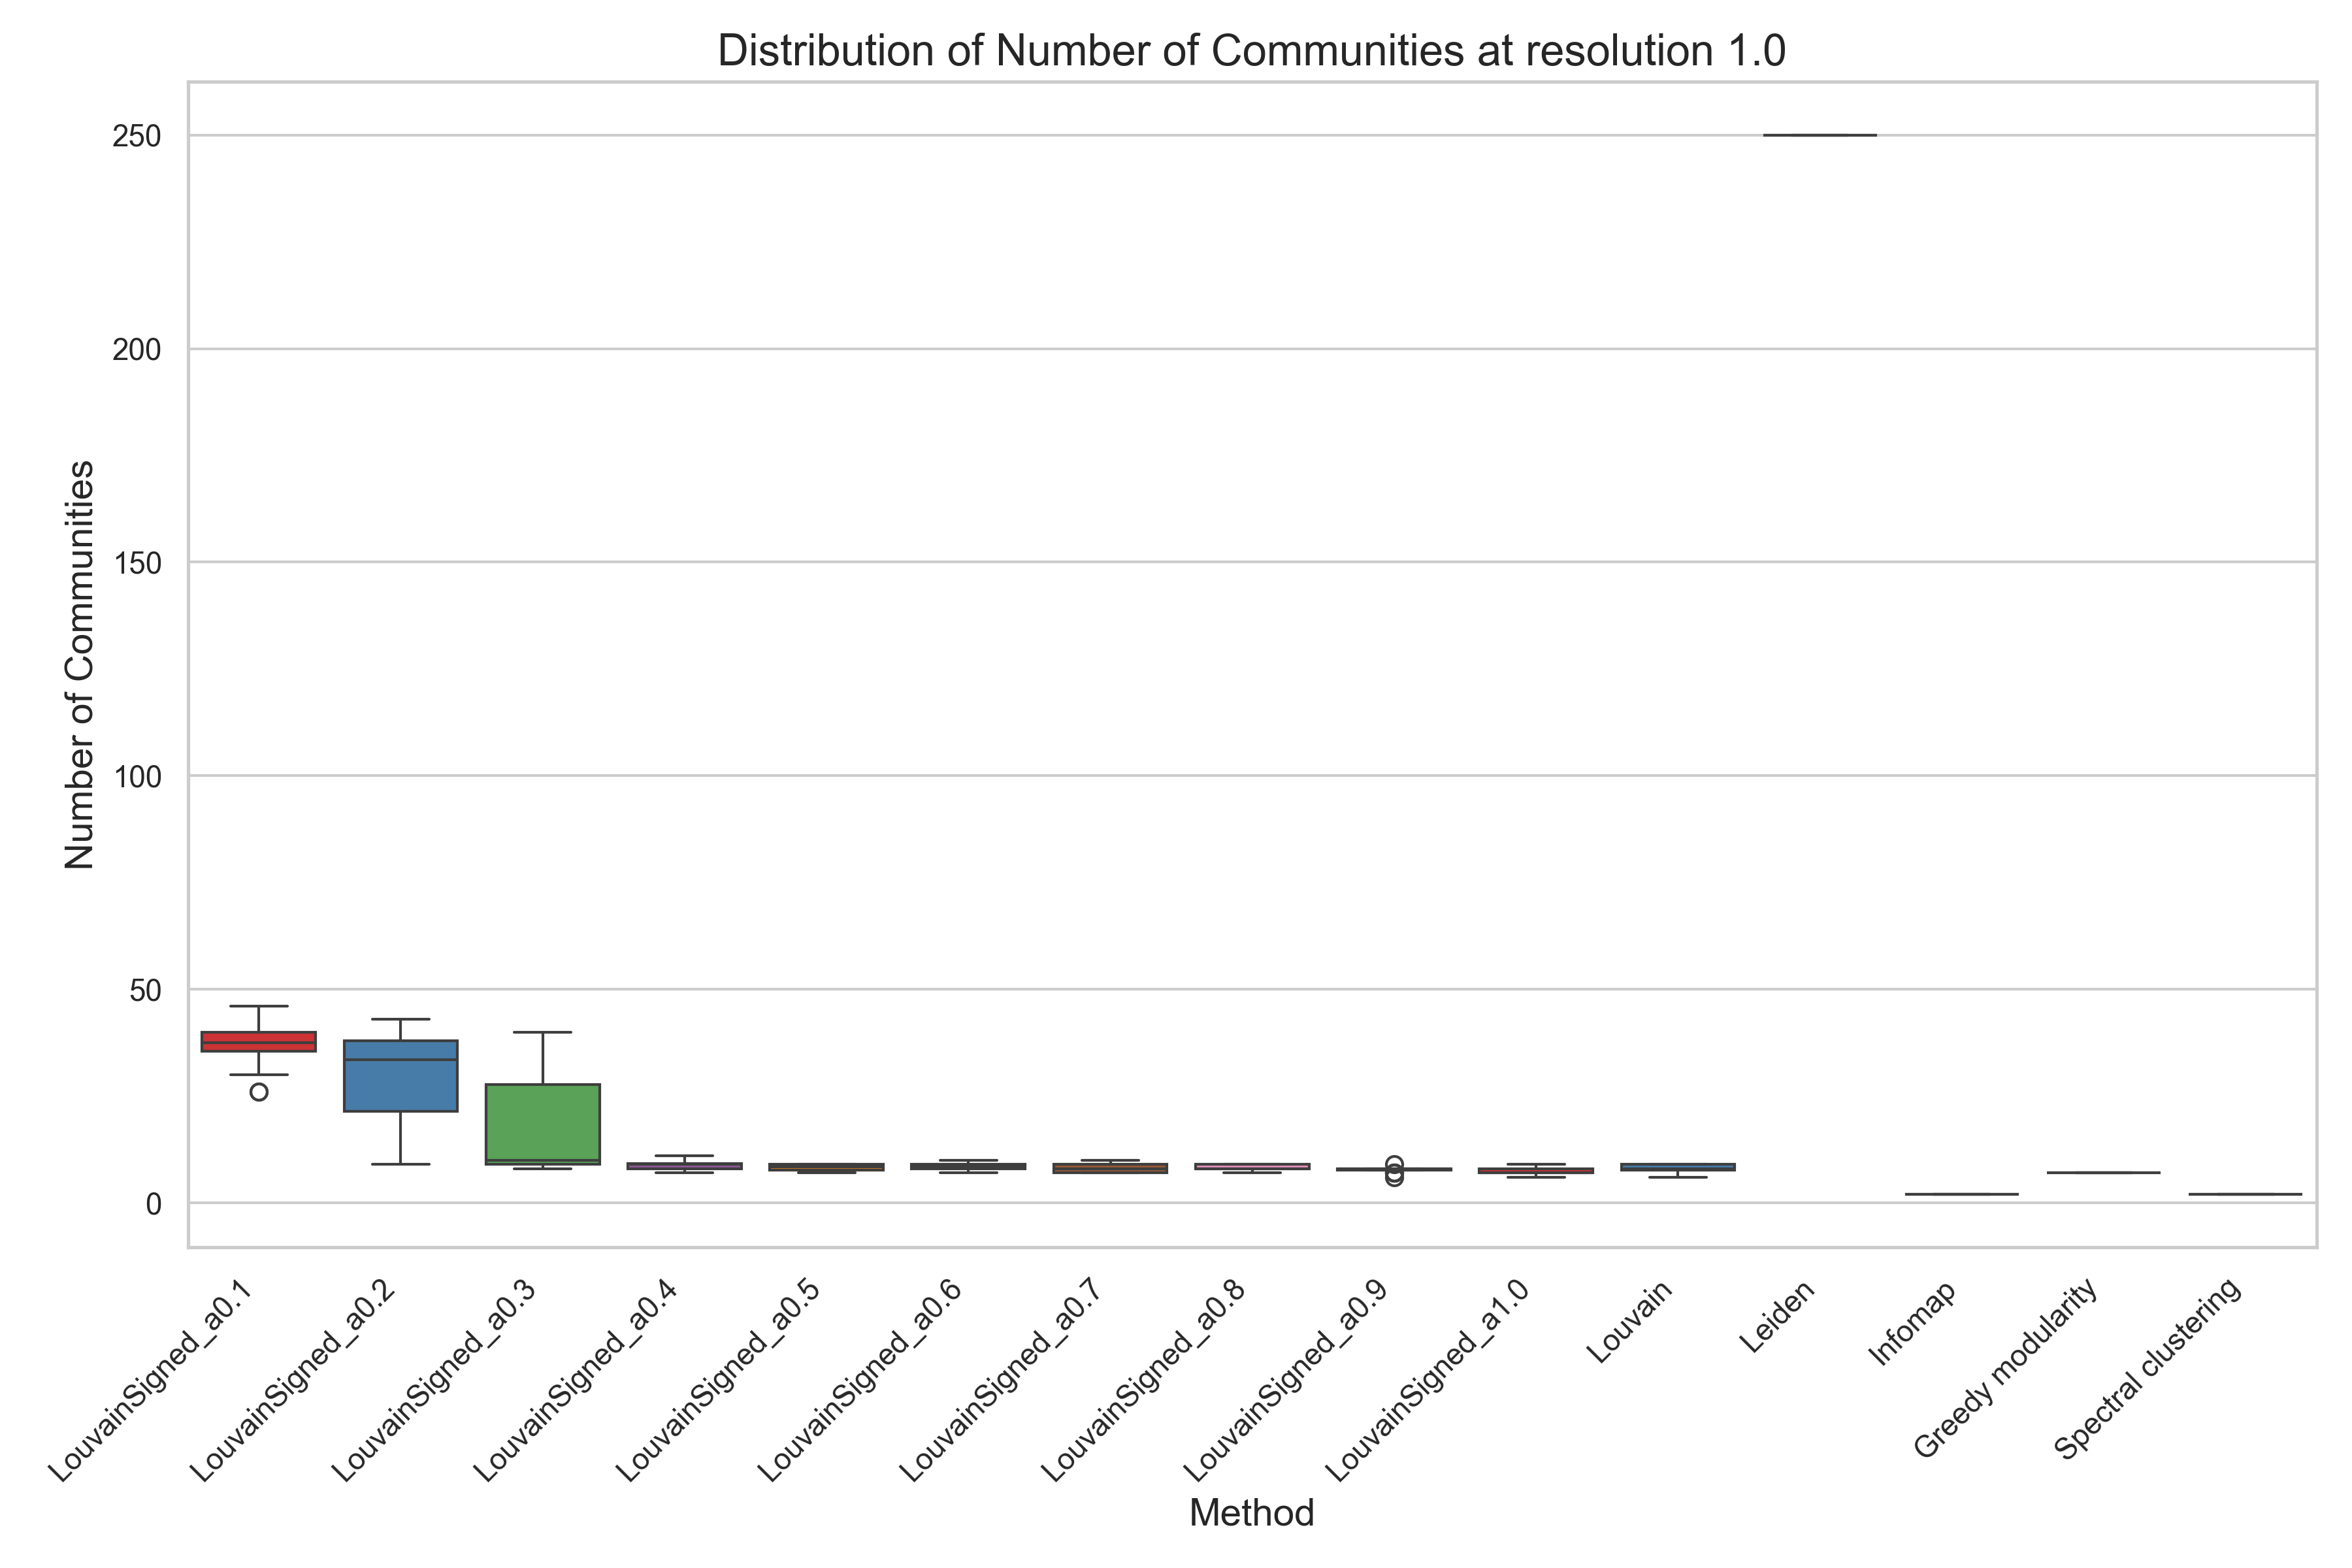 Distribution of Number of Communities at resolution 1.0
Number of Communities
250
200
150
100
50
0
LouvainSigned_a0.1
LouvainSigned_a0.2
LouvainSigned_a0.3
LouvainSigned_a0.4
LouvainSigned_a0.5
LouvainSigned_a0.6
LouvainSigned_a0.7
LouvainSigned_a0.8
LouvainSigned_a0.9
LouvainSigned_a1.0
Louvain
Leiden
Infomap
Greedy modularity
Spectral clustering
Method